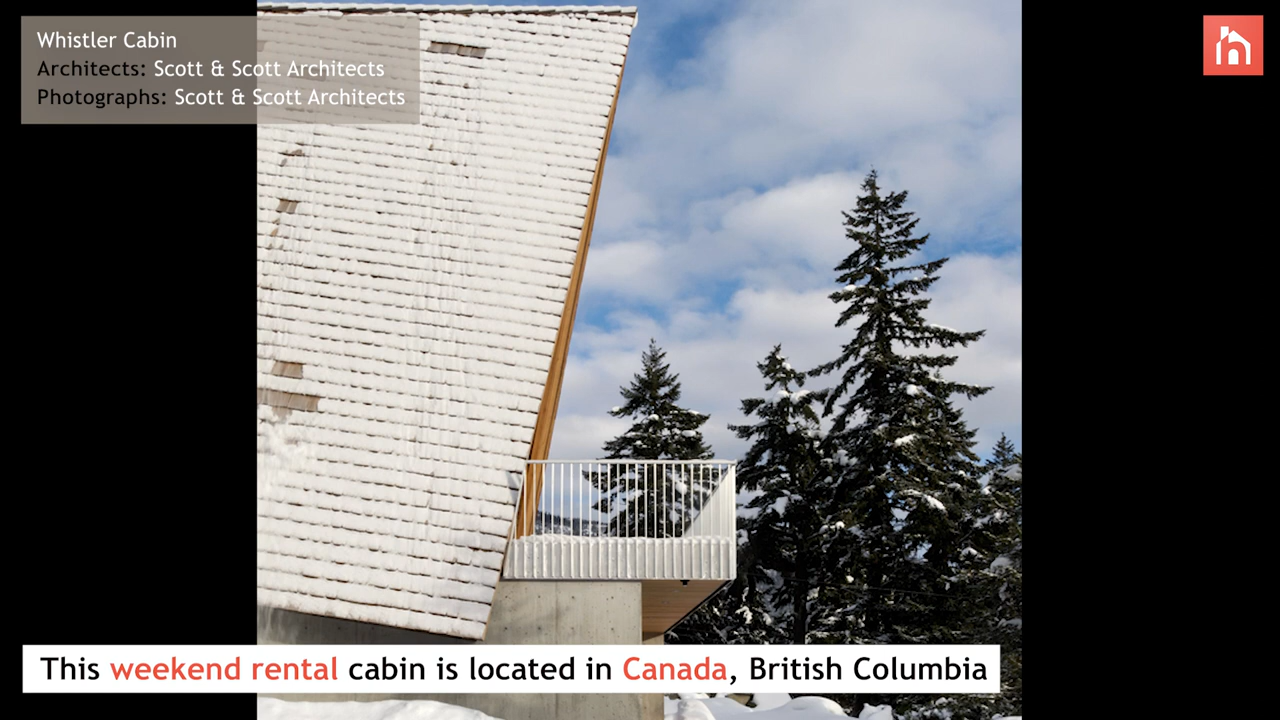 Whistler Cabin
Architects: Scott & Scott Architects
Photographs: Scott & Scott Architects
This weekend rental cabin is located in Canada, British Columbia